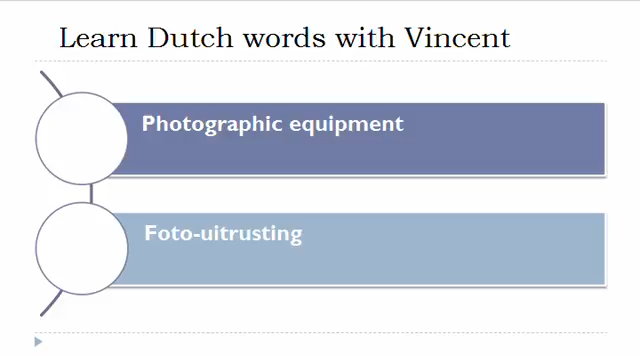 Learn Dutch words with Vincent
Photographic equipment
Foto-uitrusting